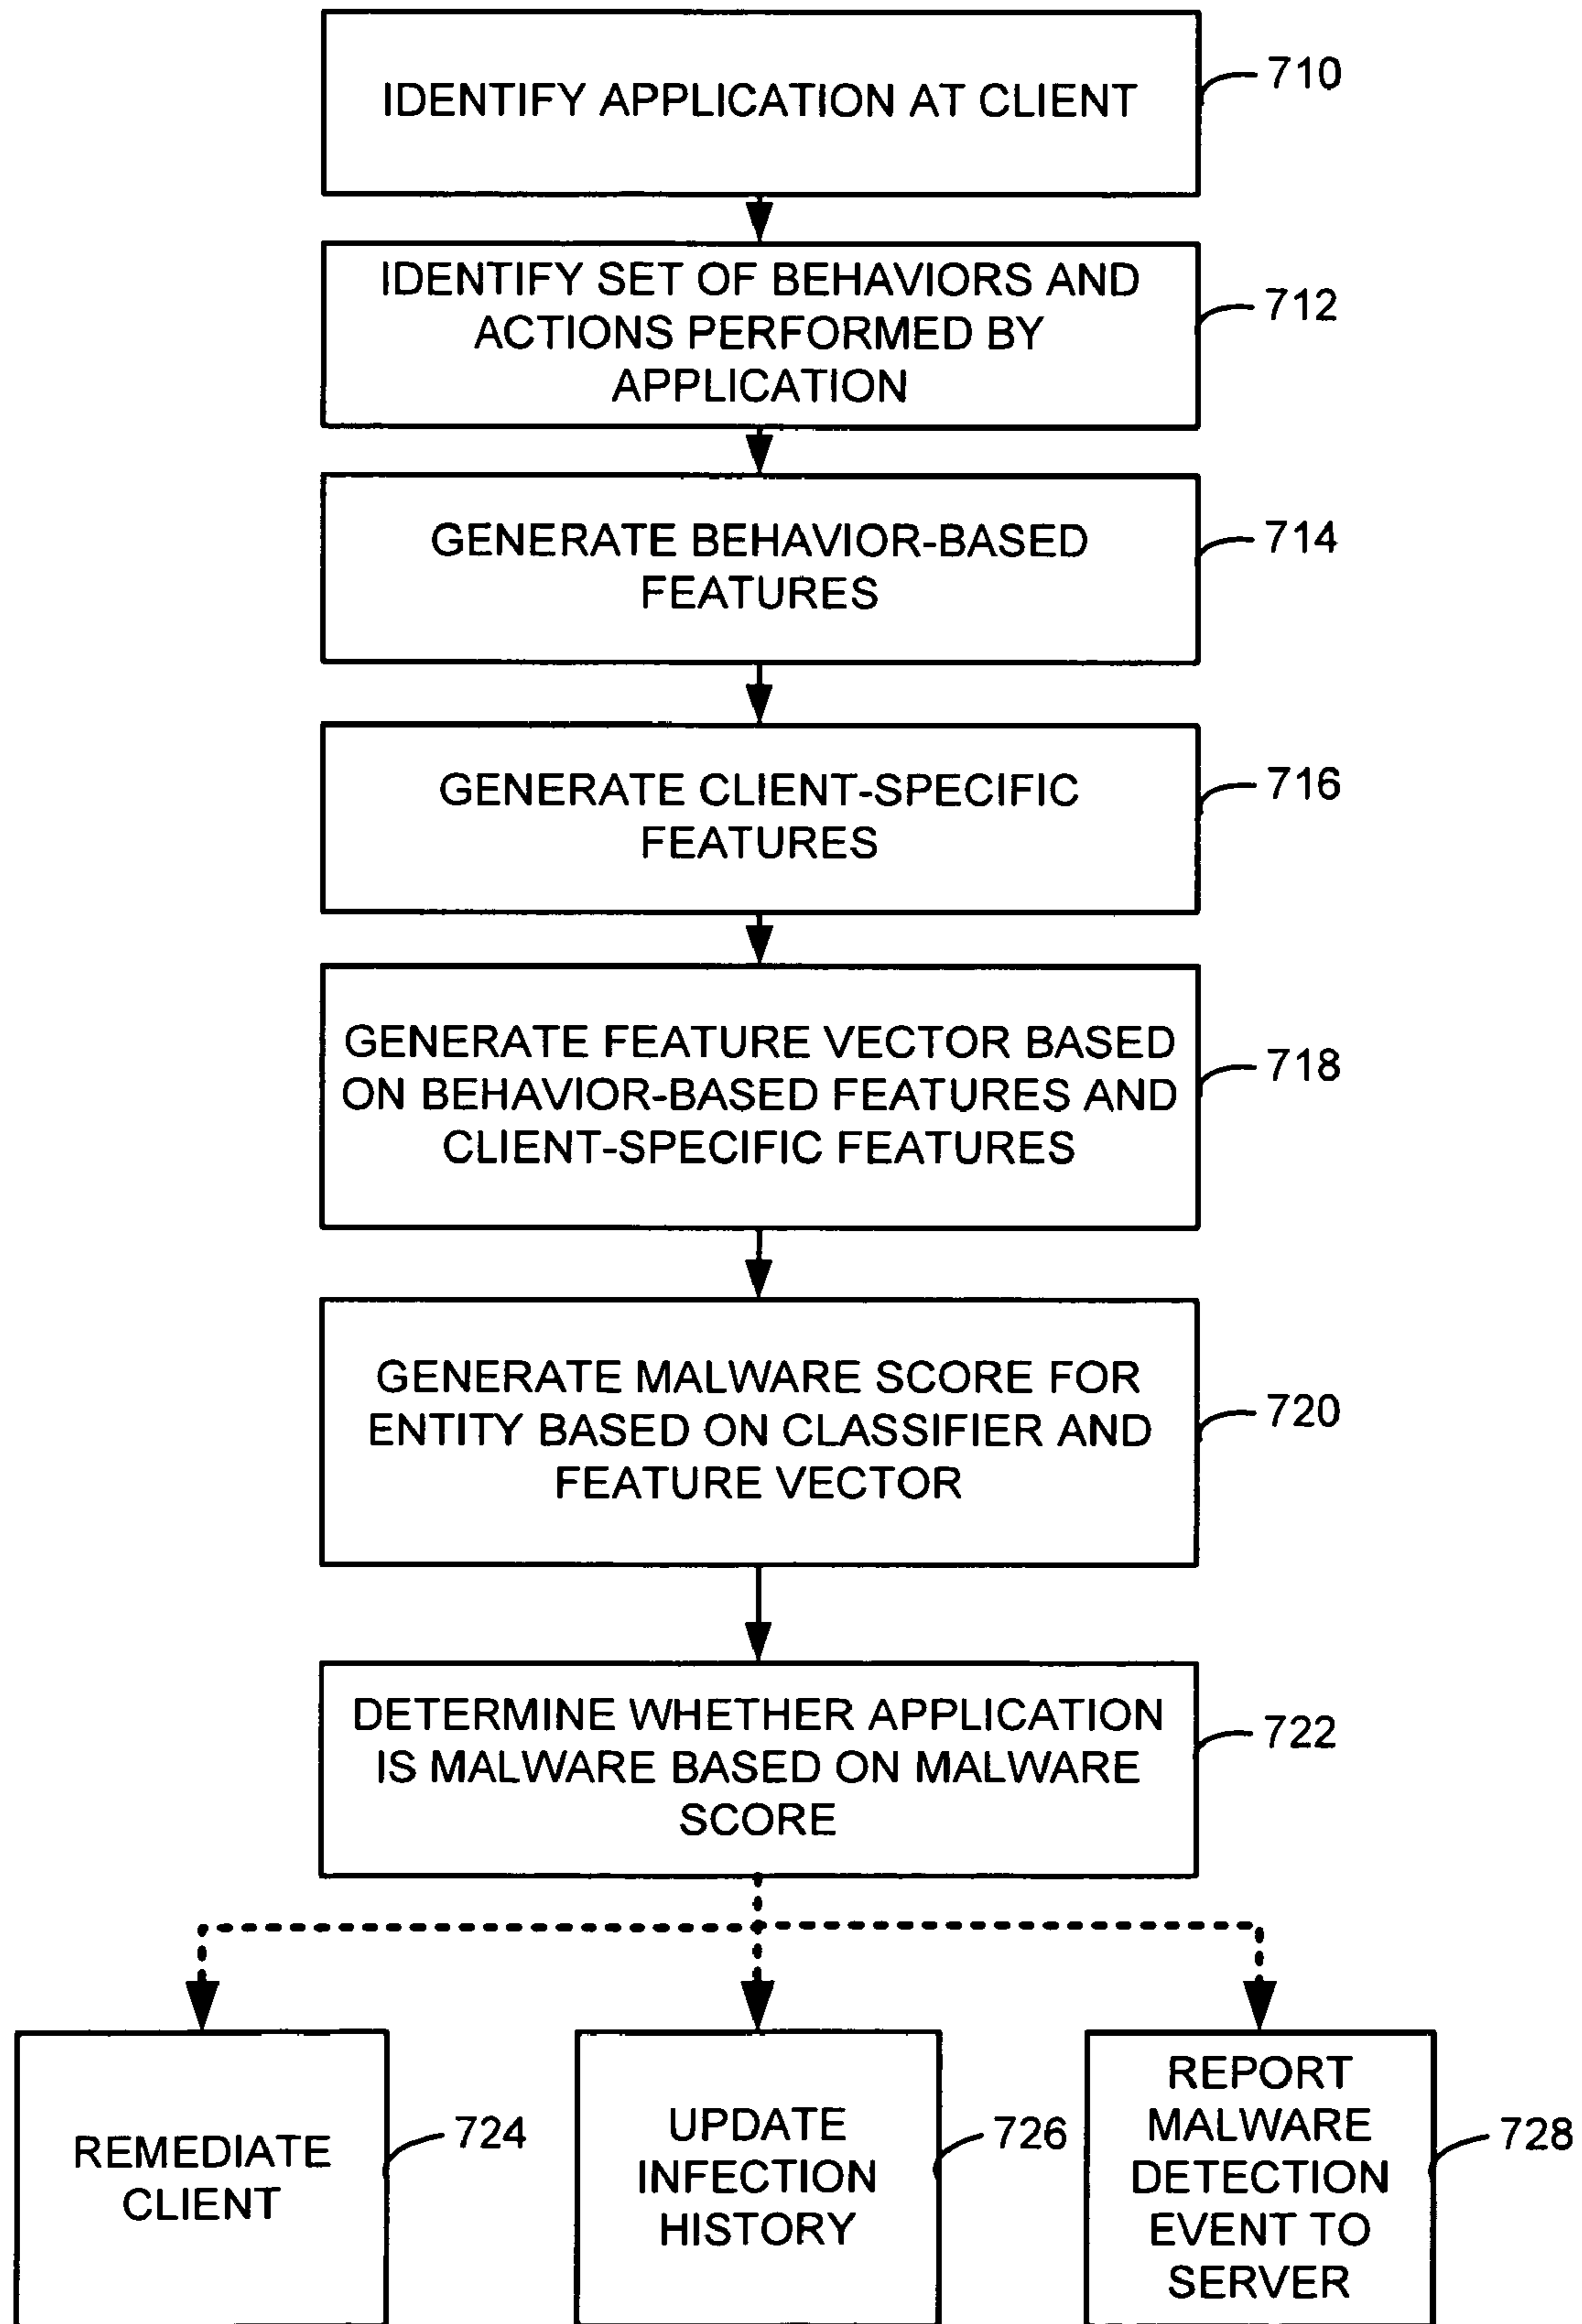 IDENTIFY APPLICATION AT CLIENT
710
IDENTIFY SET OF BEHAVIORS AND
ACTIONS PERFORMED BY
APPLICATION
712
GENERATE BEHAVIOR-BASED
FEATURES
714
GENERATE CLIENT-SPECIFIC
FEATURES
716
GENERATE FEATURE VECTOR BASED
ON BEHAVIOR-BASED FEATURES AND
CLIENT-SPECIFIC FEATURES
718
GENERATE MALWARE SCORE FOR
ENTITY BASED ON CLASSIFIER AND
FEATURE VECTOR
720
DETERMINE WHETHER APPLICATION
IS MALWARE BASED ON MALWARE
SCORE
722
REMEDIATE
CLIENT
724
UPDATE
INFECTION
HISTORY
726
REPORT
MALWARE
DETECTION
EVENT TO
SERVER
728